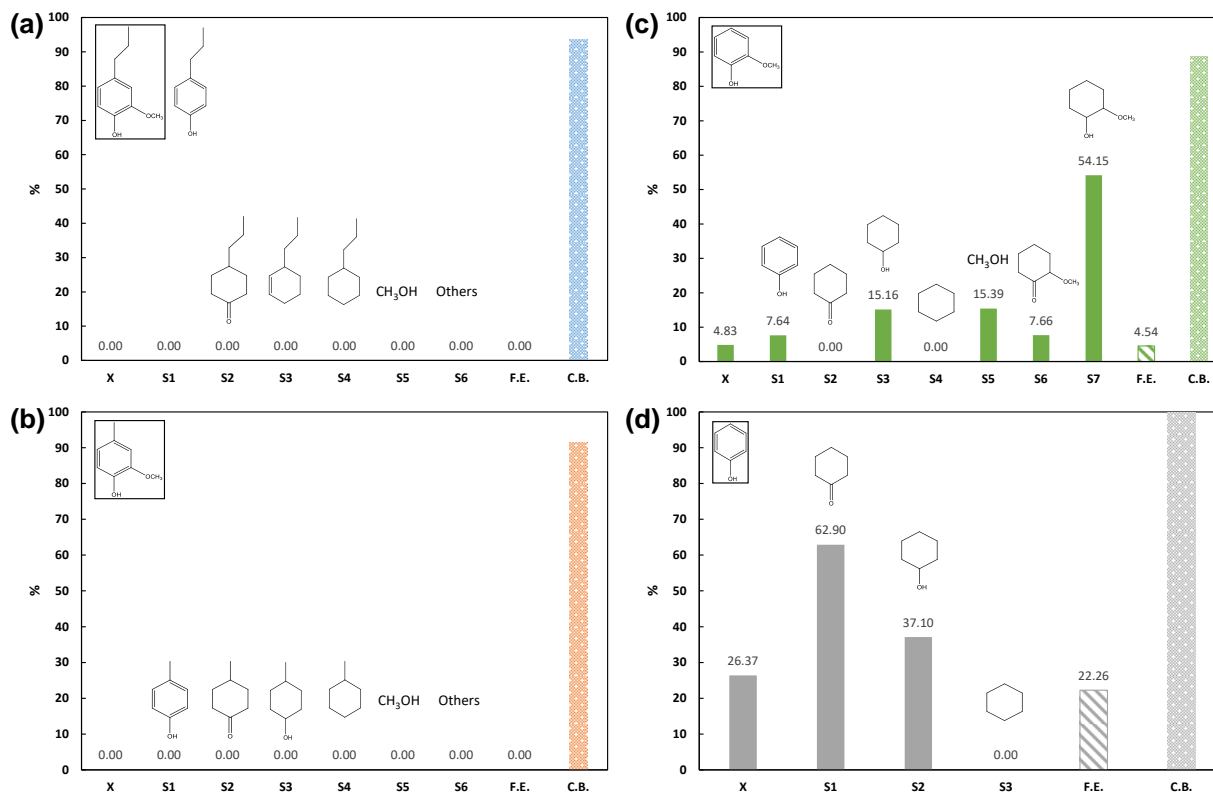 (a)
100
90
80
70
60
50
40
30
20
10
0
%
OCH3
OH
OH
O
CH3OH
Others
0.00 0.00 0.00 0.00 0.00 0.00 0.00 0.00
X S1 S2 S3 S4 S5 S6 F.E. C.B.
(c)
100
90
80
70
60
50
40
30
20
10
0
%
OCH3
OH
OCH3
OH
54.15
OH
CH3OH
OH
O
O
OCH3
4.83 7.64 0.00 15.16 0.00 15.39 7.66 4.54
X S1 S2 S3 S4 S5 S6 S7 F.E. C.B.
(b)
100
90
80
70
60
50
40
30
20
10
0
%
OCH3
OH
OH
O
OH
CH3OH
Others
0.00 0.00 0.00 0.00 0.00 0.00 0.00 0.00
X S1 S2 S3 S4 S5 S6 F.E. C.B.
(d)
100
90
80
70
60
50
40
30
20
10
0
%
OH
O
62.90
OH
37.10
26.37
0.00
22.26
X S1 S2 S3 F.E. C.B.